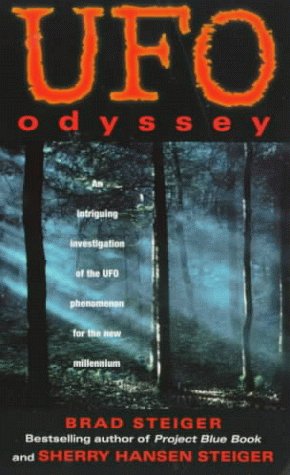 UFO
odyssey
An
intriguing
investigation
of the UFO
phenomenon
for the new
millennium
BRAD STEIGER
Bestselling author of Project Blue Book
and SHERRY HANSEN STEIGER